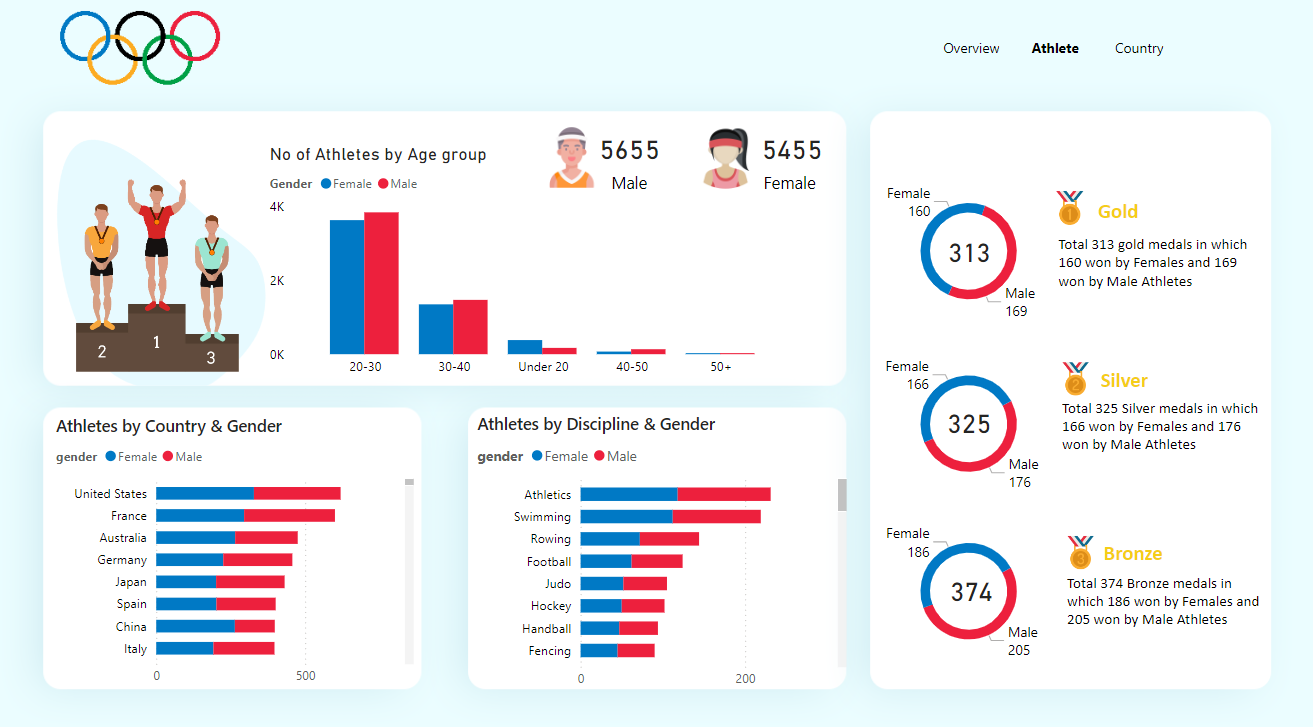 Overview Athlete Country
No of Athletes by Age group
Gender Female Male
5655
Male
5455
Female
4K
2K
0K
20-30 30-40 Under 20 40-50 50+
2 1 3
Athletes by Country & Gender
gender Female Male
United States
France
Australia
Germany
Japan
Spain
China
Italy
0 500
Athletes by Discipline & Gender
gender Female Male
Athletics
Swimming
Rowing
Football
Judo
Hockey
Handball
Fencing
0 200
Female
160
313
Male
169
1
Gold
Total 313 gold medals in which
160 won by Females and 169
won by Male Athletes
Female
166
325
Male
176
2
Silver
Total 325 Silver medals in which
166 won by Females and 176
won by Male Athletes
Female
186
374
Male
205
3
Bronze
Total 374 Bronze medals in
which 186 won by Females and
205 won by Male Athletes